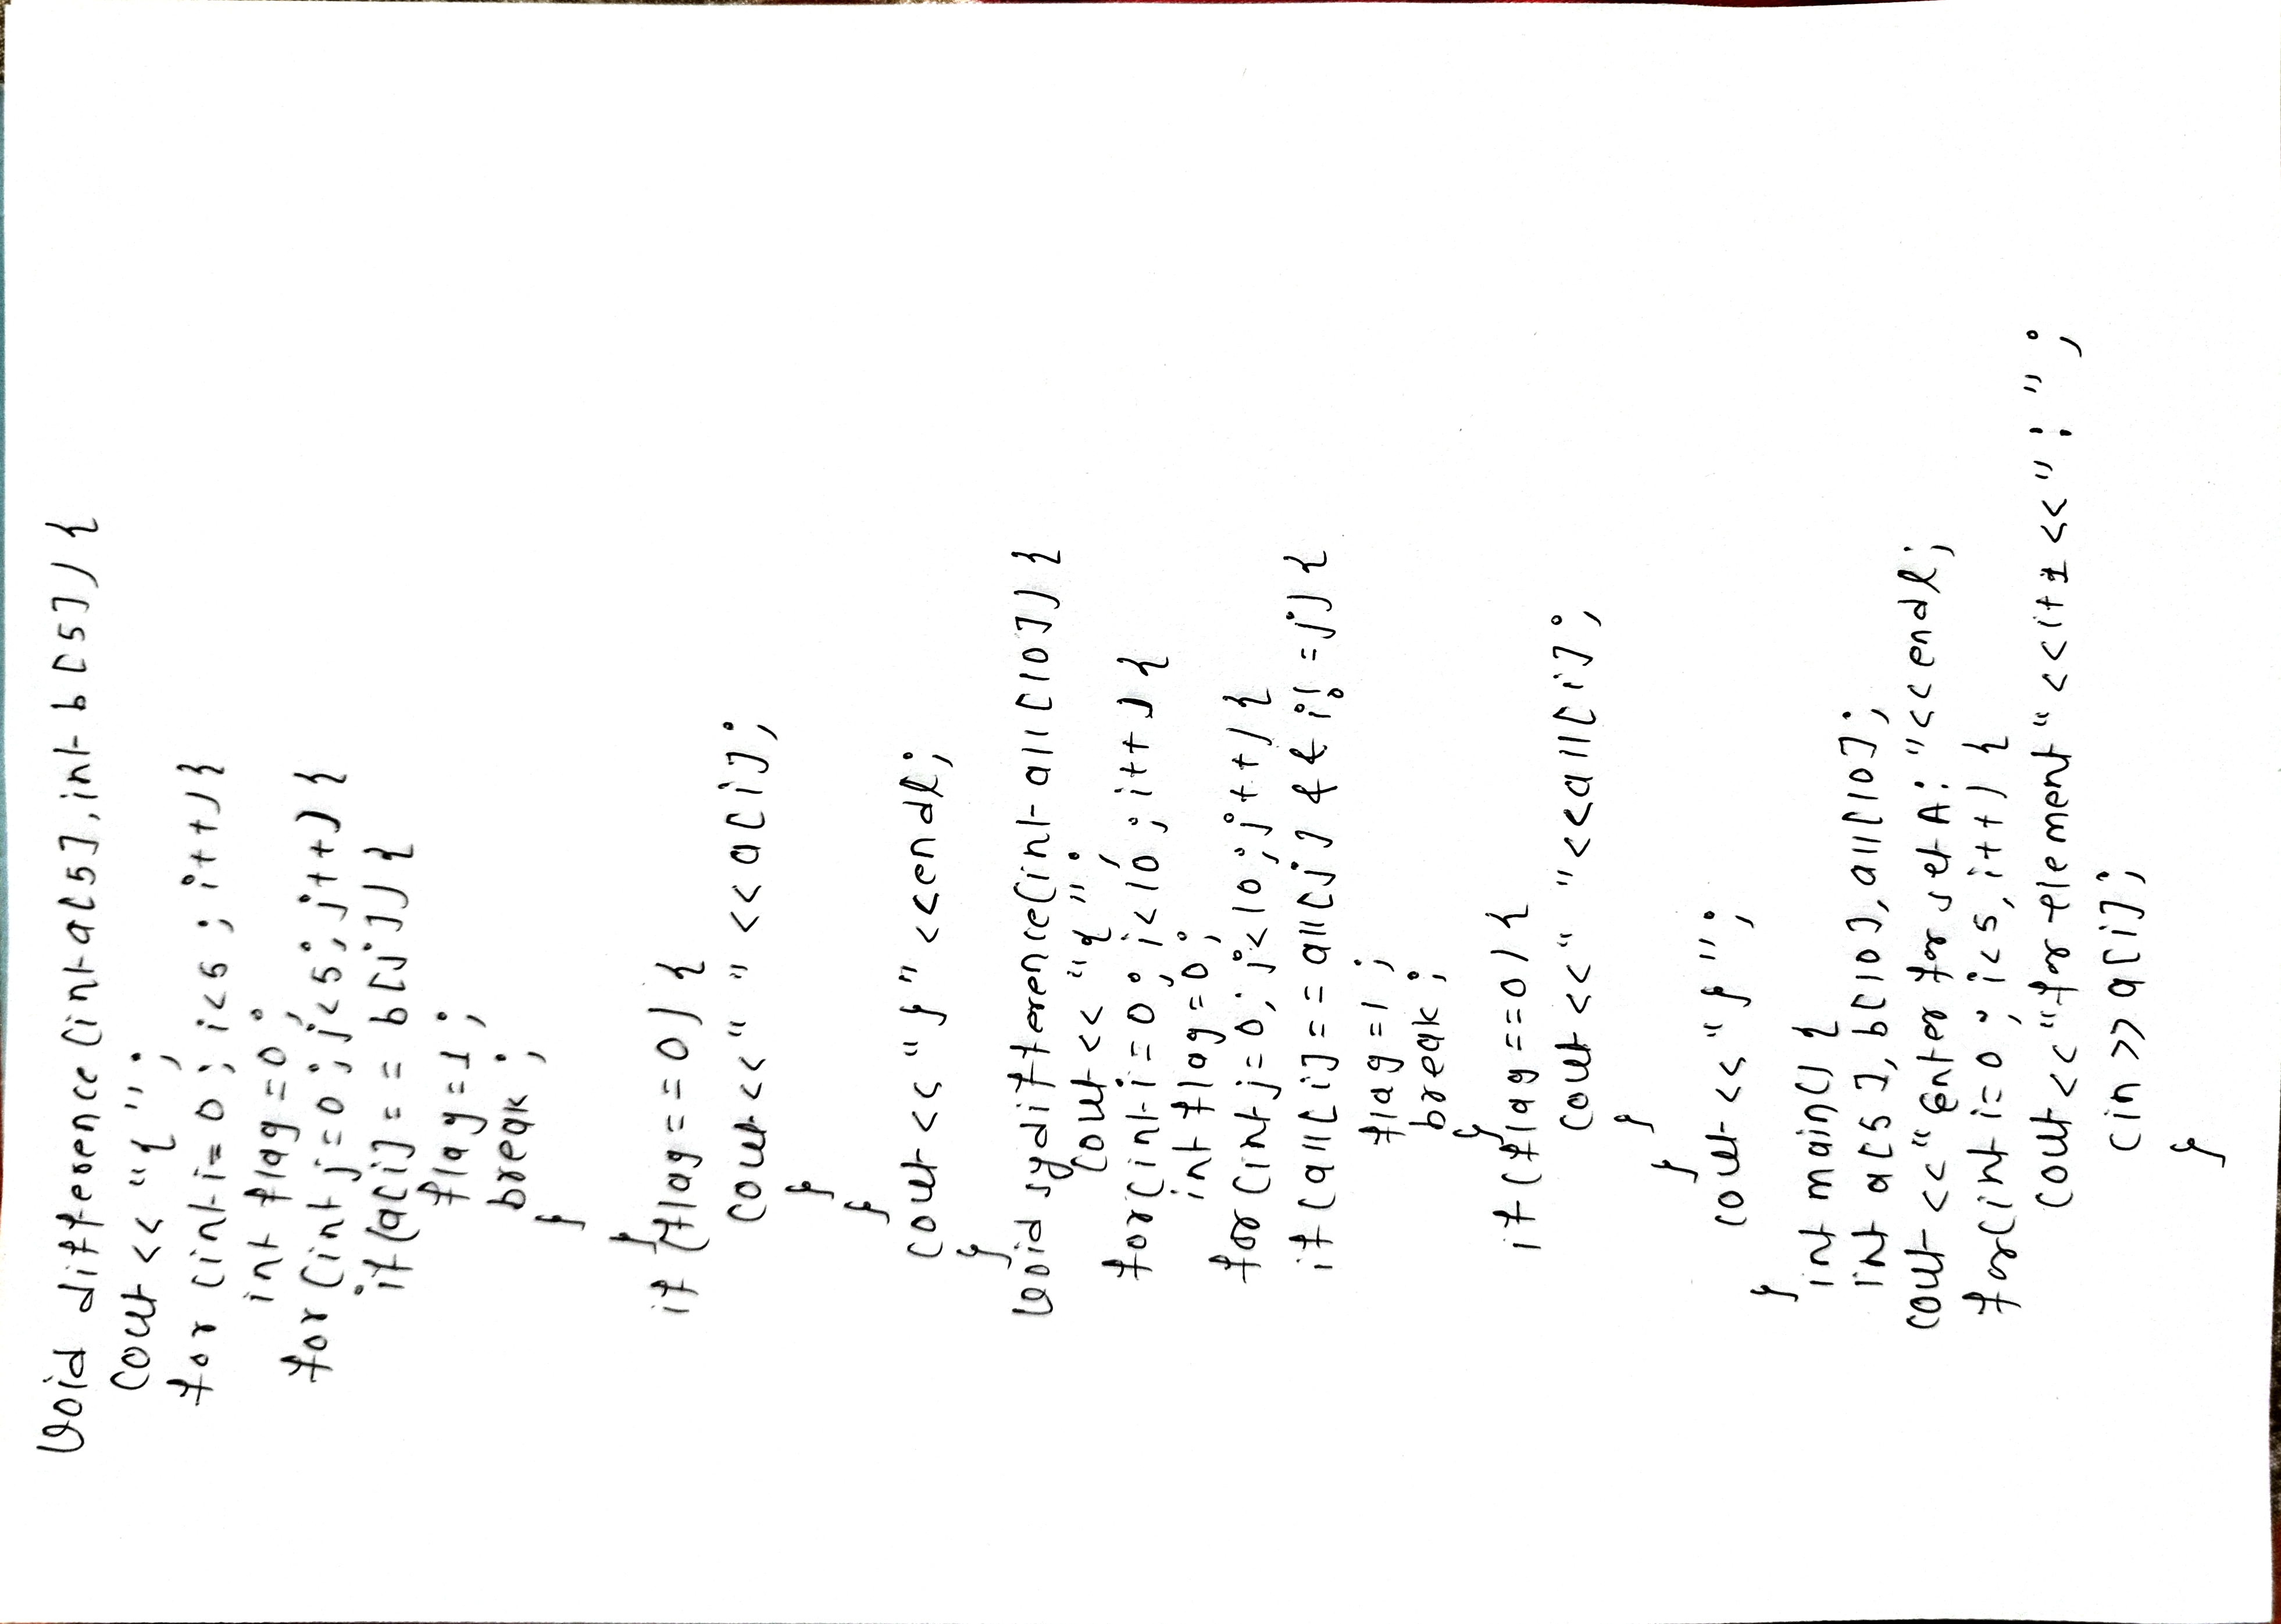 void difference(int a[5], int b[5]) {
cout << "{";
for (int i=0; i<5; i++) {
int flag=0;
for (int j=0; j<5; j++) {
if (a[i]==b[j]) {
flag=1;
break;
}
}
if (flag==0) {
cout << " " << a[i];
}
}
cout << "}" <<endl;
}
void sydifference(int all[10]) {
cout << "{";
for(int i=0; i<10; i++) {
int flag=0;
for (int j=0; j<10; j++) {
if (all[i]==all[j] && i!=j) {
flag=1;
break;
}
if (flag==0) {
cout << " "<<all[i];
}
}
cout << "}";
}
int main() {
int a[5], b[10], all[10];
cout << "Enter for set A: "<<endl;
for(int i=0; i<5, i++) {
cout << "for element" <<i+1<<" : ";
cin >> a[i];
}